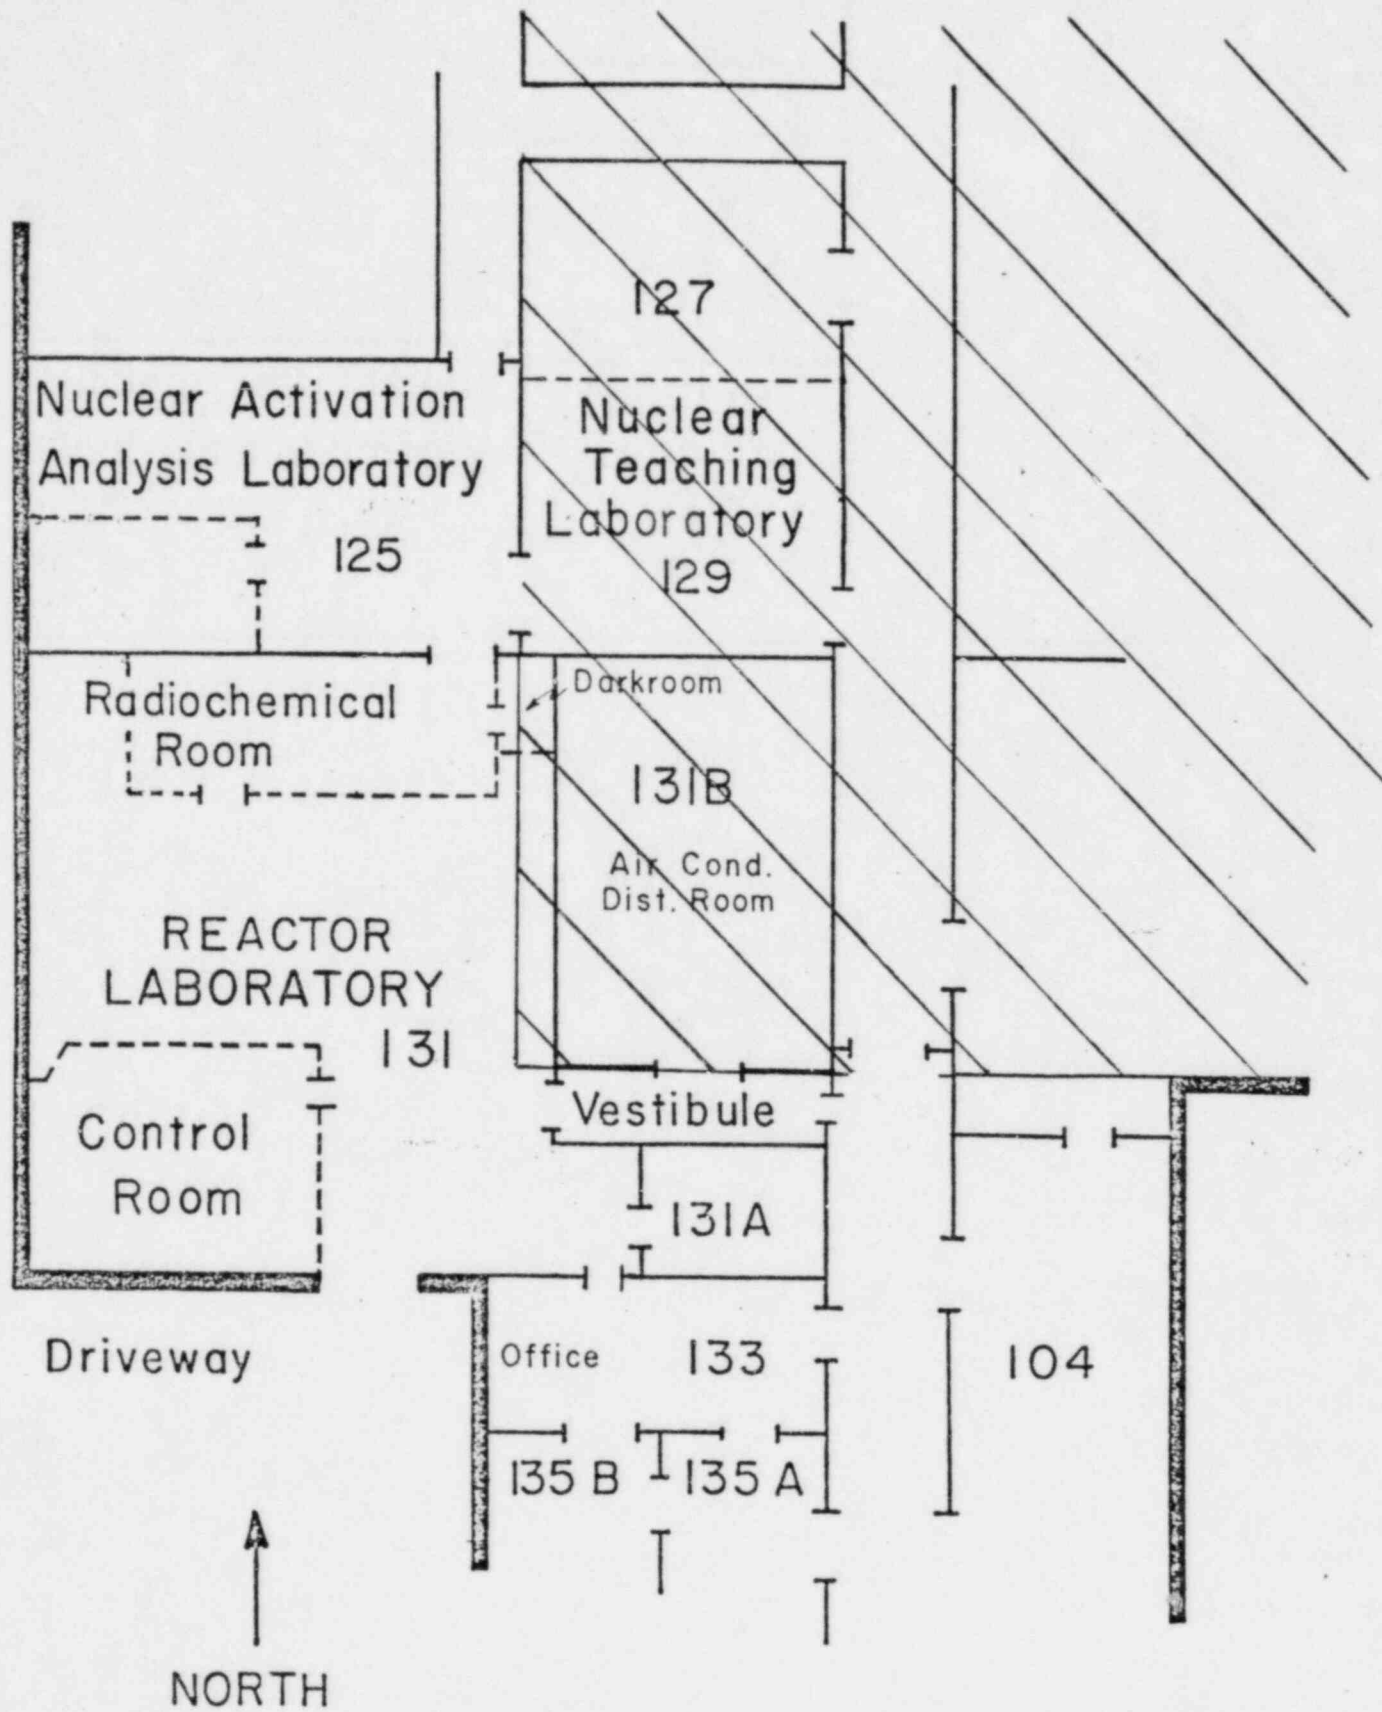 127
Nuclear Activation
Analysis Laboratory
125
Nuclear
Teaching
Laboratory
129
Radiochemical
Room
Darkroom
131B
Air Cond.
Dist. Room
REACTOR
LABORATORY
131
Control
Room
Vestibule
131A
Driveway
Office
133
104
135 B
135 A
NORTH